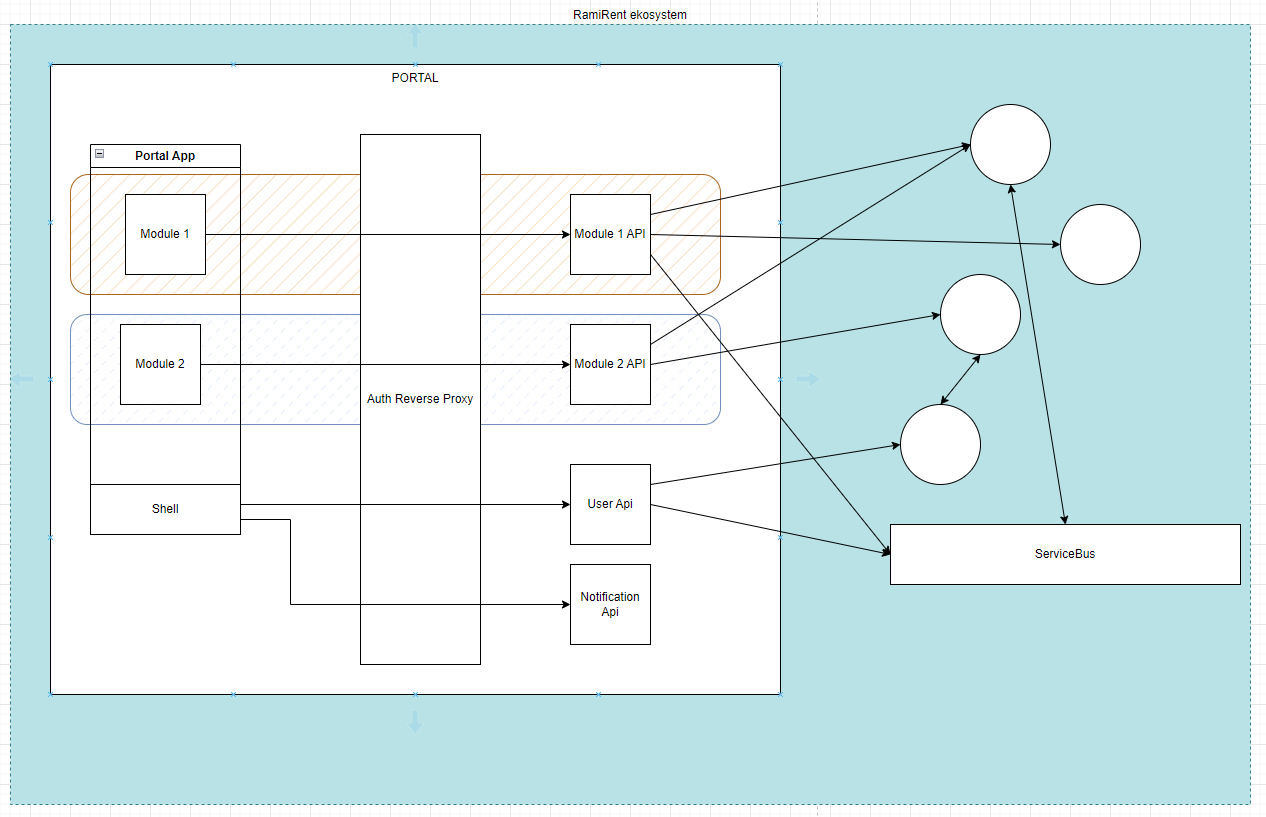 RamiRent ekosystem
PORTAL
Portal App
Module 1
Module 1 API
Module 2
Module 2 API
Auth Reverse Proxy
Shell
User Api
ServiceBus
Notification
Api